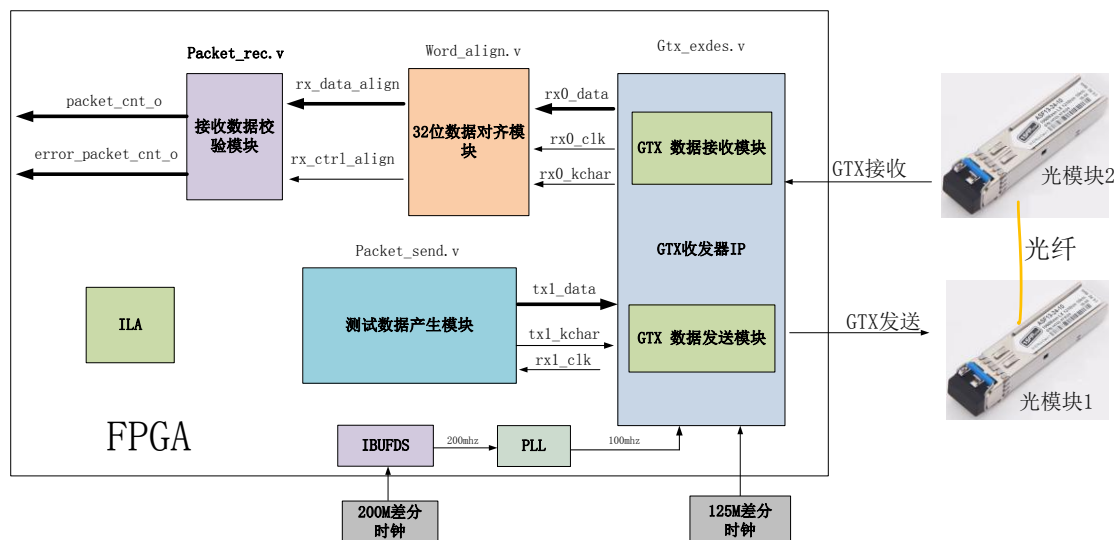 Packet_rec.v
Word_align.v
Gtx_exdes.v
packet_cnt_o
error_packet_cnt_o
接收数据校
验模块
rx_data_align
rx_ctrl_align
32位数据对齐模
块
rx0_data
rx0_clk
rx0_kchar
GTX 数据接收模块
GTX接收
光模块2
光纤
GTX收发器IP
Packet_send.v
测试数据产生模块
tx1_data
tx1_kchar
rx1_clk
GTX 数据发送模块
GTX发送
光模块1
ILA
FPGA
IBUFDS
200mhz
PLL
100mhz
200M差分
时钟
125M差分
时钟